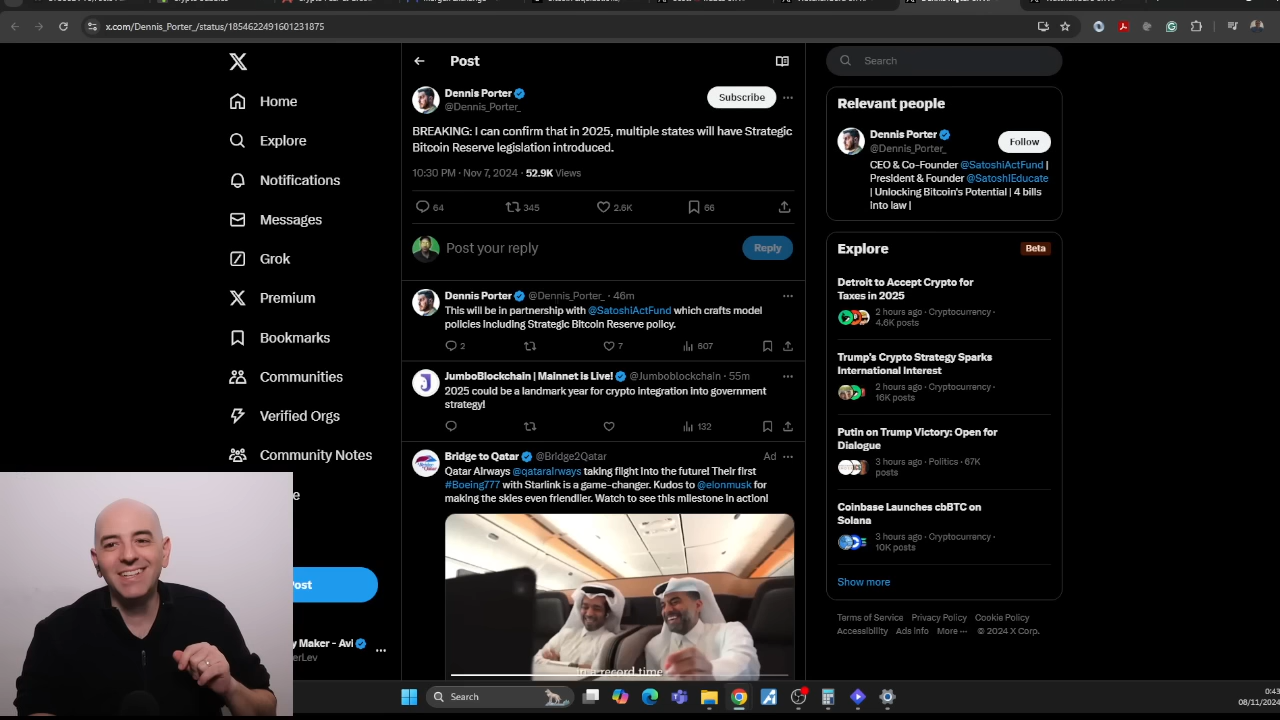 x.com/Dennis_Porter_/status/1854622491601231875
Home
Explore
Notifications
Messages
Grok
Premium
Bookmarks
Communities
Verified Orgs
Community Notes
Post
Dennis Porter
@Dennis_Porter_
Subscribe
BREAKING: I can confirm that in 2025, multiple states will have Strategic
Bitcoin Reserve legislation introduced.
10:30 PM · Nov 7, 2024 · 52.9K Views
64
345
2.6K
66
Post your reply
Reply
Dennis Porter @Dennis_Porter_ · 46m
This will be in partnership with @SatoshiActFund which crafts model
policies including Strategic Bitcoin Reserve policy.
2
7
607
JumboBlockchain | Mainnet is Live! @Jumboblockchain · 55m
2025 could be a landmark year for crypto integration into government
strategy!
132
Bridge to Qatar @Bridge2Qatar Ad
Qatar Airways @qatarairways taking flight into the future! Their first
#Boeing777 with Starlink is a game-changer. Kudos to @elonmusk for
making the skies even friendlier. Watch to see this milestone in action!
in a record time
Search
Relevant people
Dennis Porter
@Dennis_Porter_
Follow
CEO & Co-Founder @SatoshiActFund |
President & Founder @SatoshiEducate
| Unlocking Bitcoin's Potential | 4 bills
into law |
Explore
Beta
Detroit to Accept Crypto for
Taxes in 2025
2 hours ago · Cryptocurrency ·
4.6K posts
Trump's Crypto Strategy Sparks
International Interest
2 hours ago · Cryptocurrency ·
16K posts
Putin on Trump Victory: Open for
Dialogue
3 hours ago · Politics · 67K
posts
Coinbase Launches cbBTC on
Solana
3 hours ago · Cryptocurrency ·
10K posts
Show more
Terms of Service Privacy Policy Cookie Policy
Accessibility Ads info More ··· © 2024 X Corp.
ost
y Maker - Avi
erLev
Search
0:43
08/11/2024